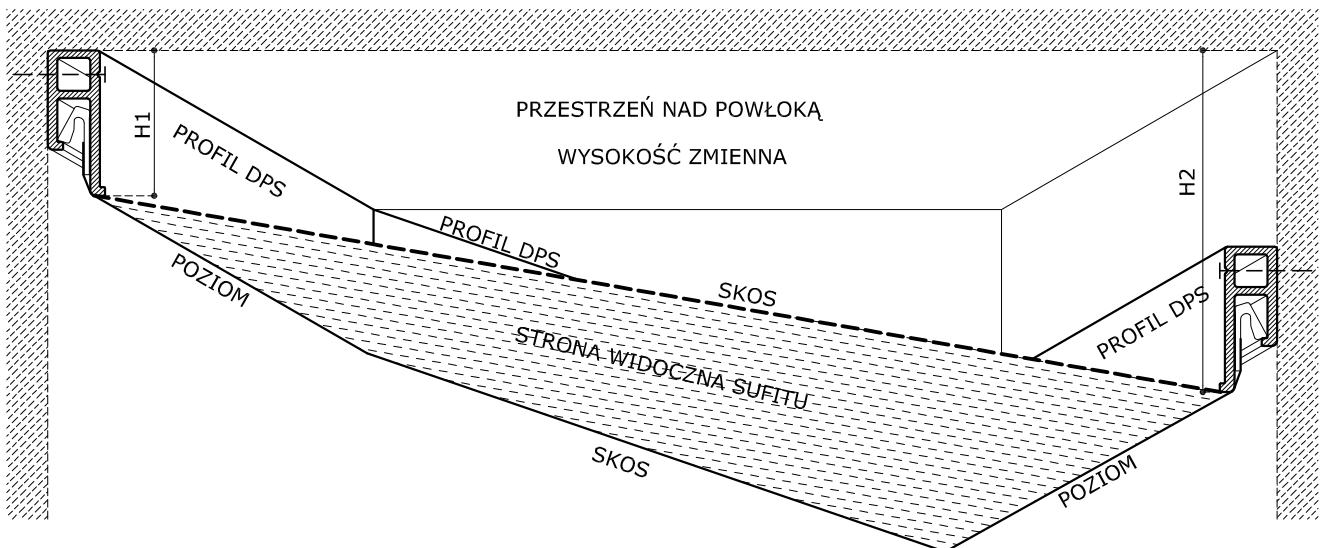 PRZESTRZEŃ NAD POWŁOKĄ
WYSOKOŚĆ ZMIENNA
H1
H2
PROFIL DPS
PROFIL DPS
PROFIL DPS
POZIOM
SKOS
STRONA WIDOCZNA SUFITU
SKOS
POZIOM